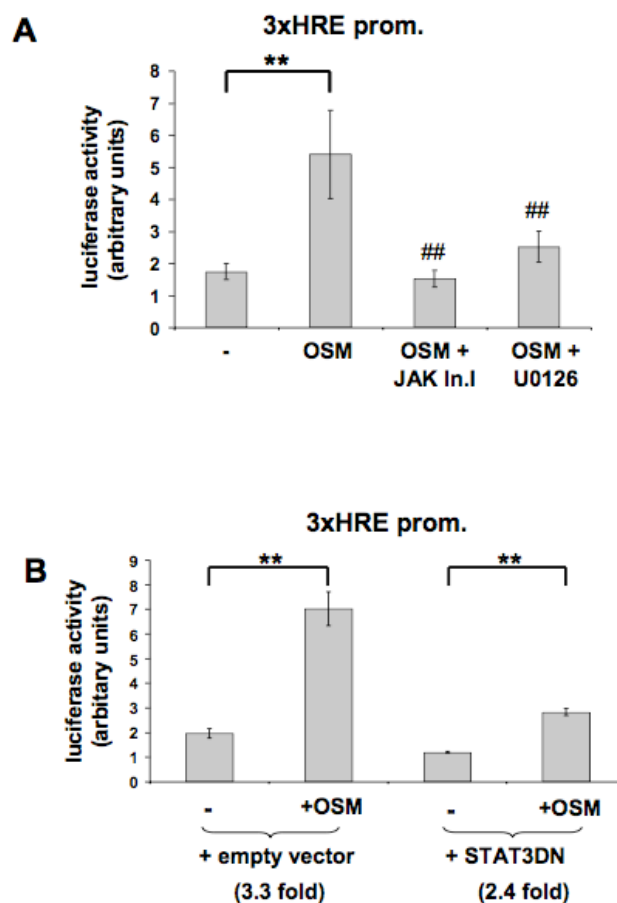 A
3xHRE prom.
luciferase activity
(arbitrary units)
8
7
6
5
4
3
2
1
0
**
##
##
-
OSM
OSM +
JAK In.I
OSM +
U0126
B
3xHRE prom.
luciferase activity
(arbitary units)
9
8
7
6
5
4
3
2
1
0
**
**
-
+OSM
-
+OSM
+ empty vector
+ STAT3DN
(3.3 fold)
(2.4 fold)